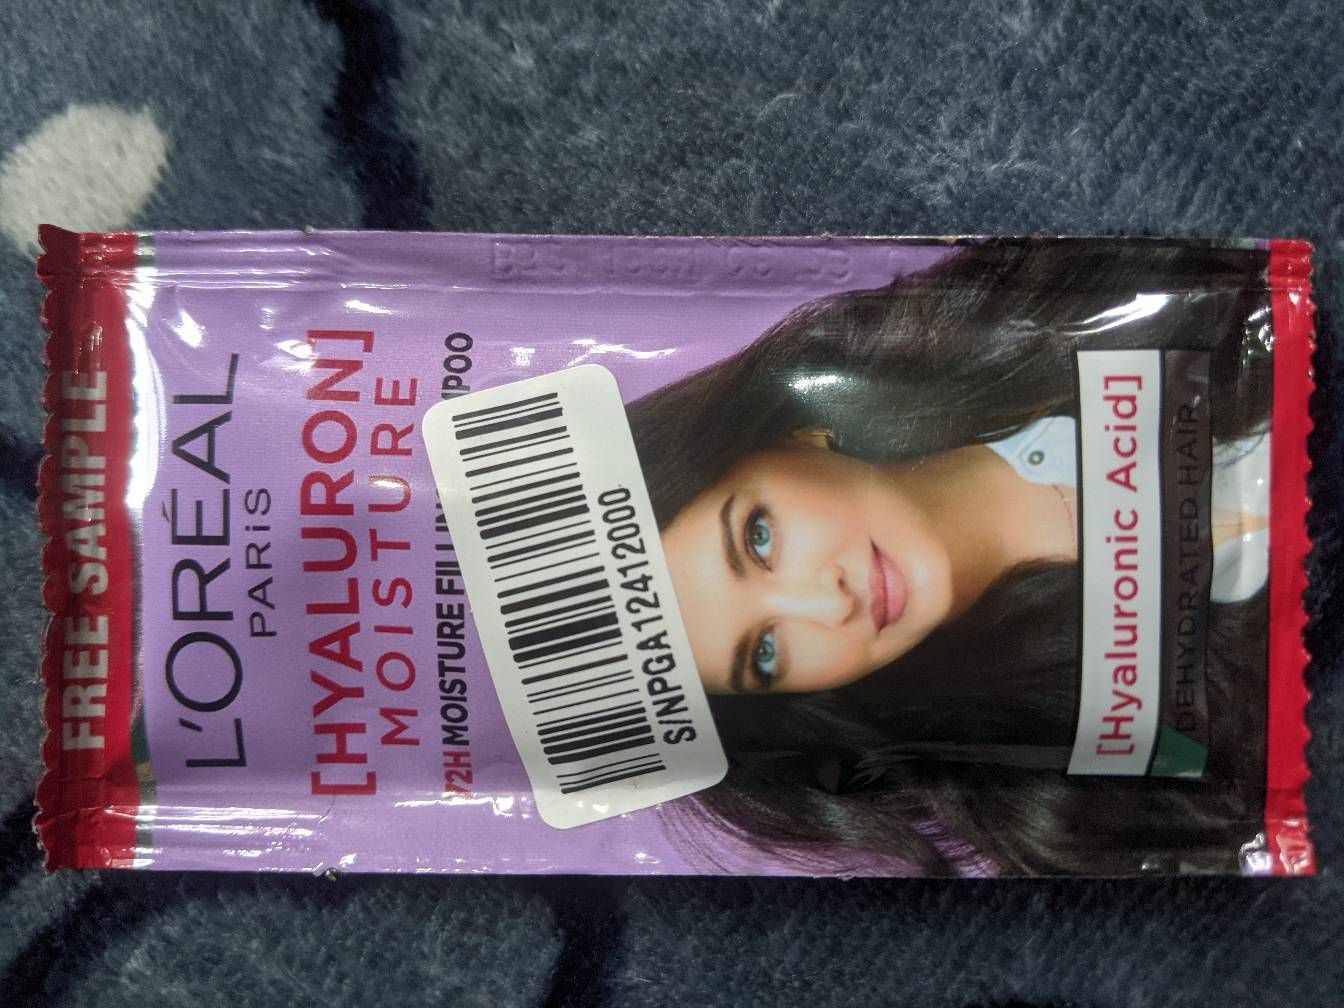 FREE SAMPLE
L'ORÉAL
PARiS
[HYALURON]
MOISTURE
72H MOISTURE
S/NPGA12412000
[Hyaluronic Acid]
DEHYDRATED HAIR